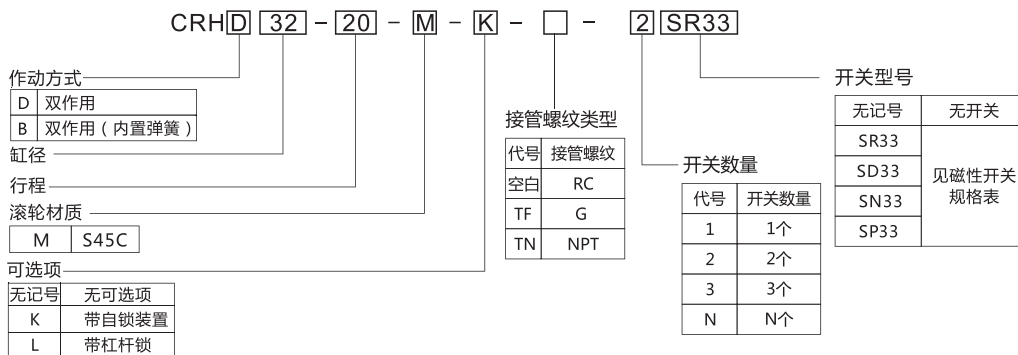 CRH D 32 - 20 - M - K - □ - 2 SR33
作动方式
D 双作用
B 双作用（内置弹簧）
缸径
行程
滚轮材质
M S45C
可选项
无记号 无可选项
K 带自锁装置
L 带杠杆锁
接管螺纹类型
代号 接管螺纹
空白 RC
TF G
TN NPT
开关数量
代号 开关数量
1 1个
2 2个
3 3个
N N个
开关型号
无记号 无开关
SR33
SD33
SN33
SP33
见磁性开关
规格表